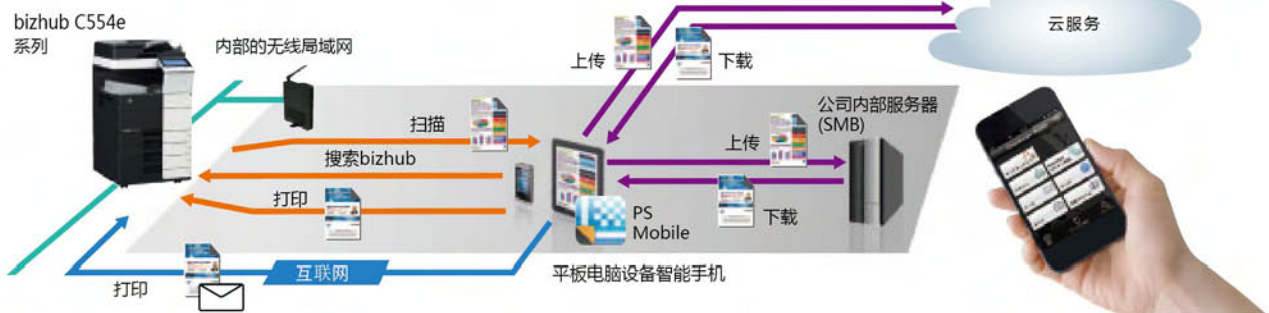 bizhub C554e
系列
内部的无线局域网
上传
下载
云服务
扫描
搜索bizhub
打印
公司内部服务器
(SMB)
上传
下载
PS
Mobile
互联网
打印
平板电脑设备智能手机